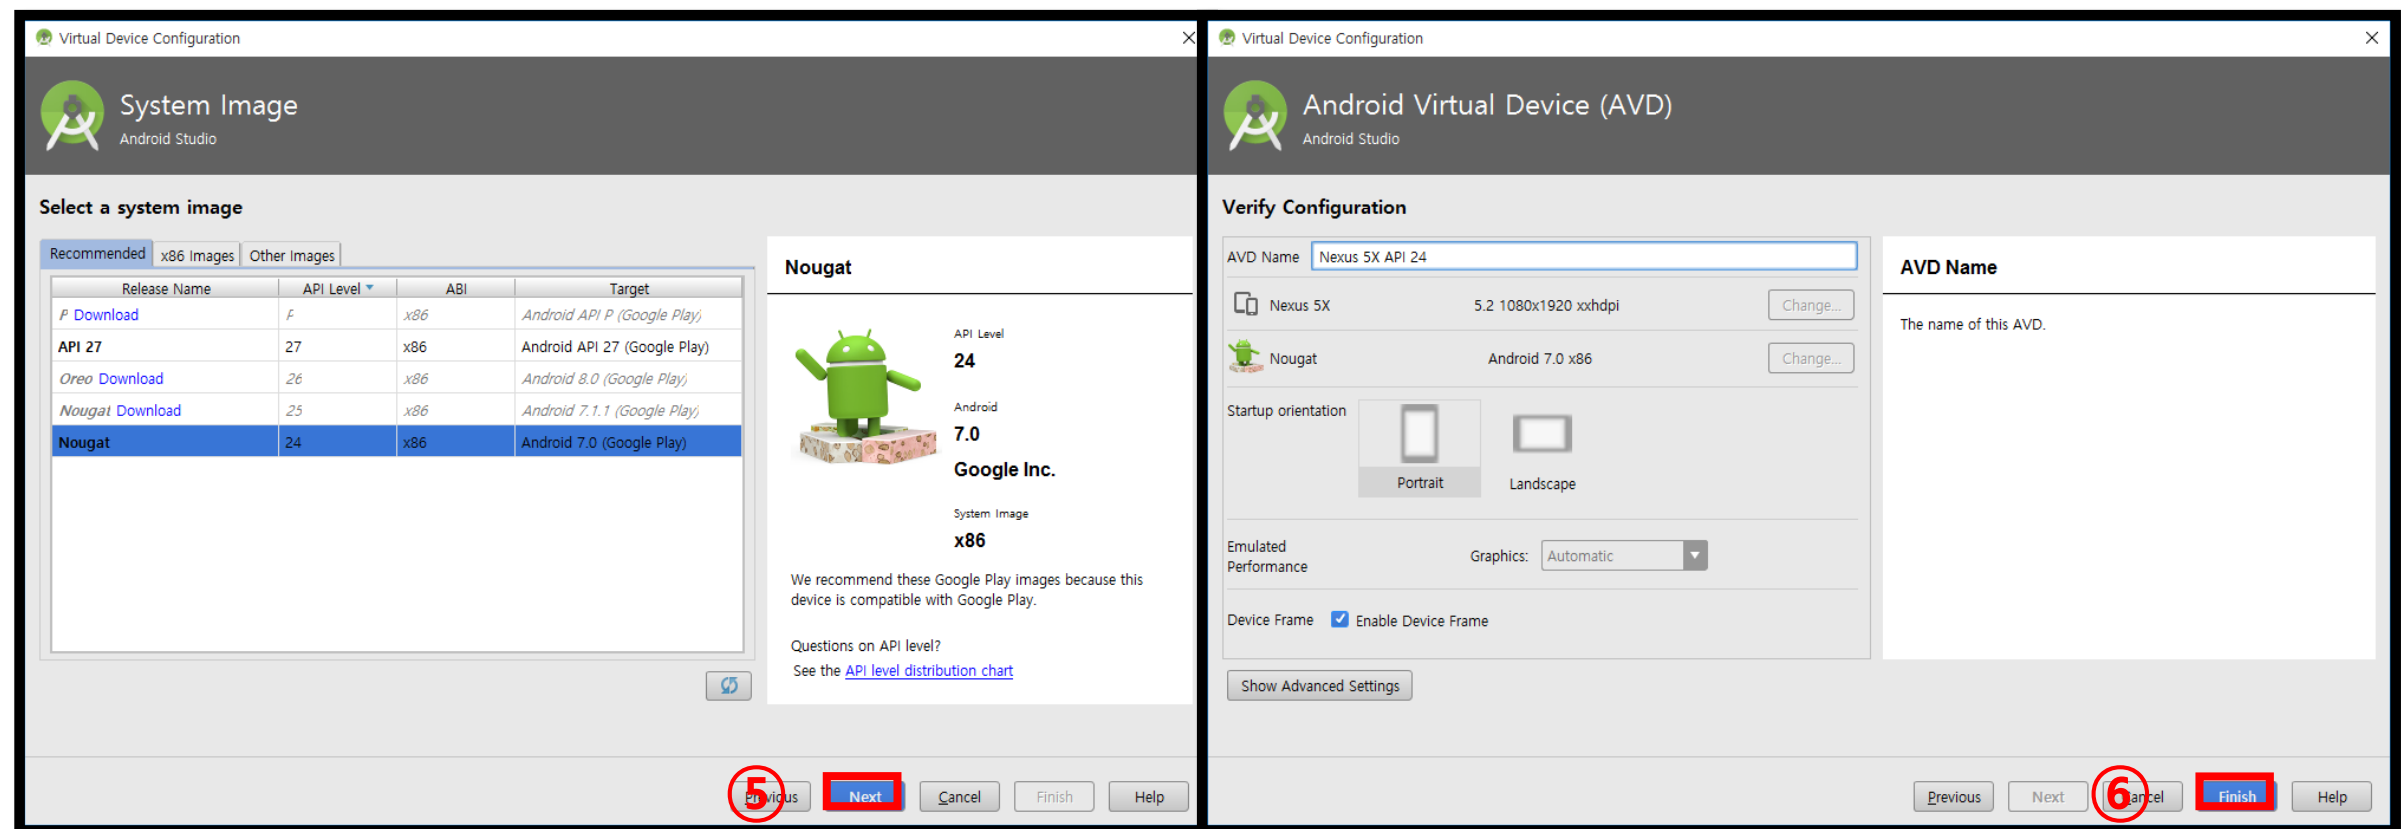 Virtual Device Configuration
System Image
Android Studio
Select a system image
Recommended x86 Images Other Images
Release Name API Level ABI Target
P Download P x86 Android API P (Google Play)
API 27 27 x86 Android API 27 (Google Play)
Oreo Download 26 x86 Android 8.0 (Google Play)
Nougat Download 25 x86 Android 7.1.1 (Google Play)
Nougat 24 x86 Android 7.0 (Google Play)
Nougat
API Level
24
Android
7.0
Google Inc.
System Image
x86
We recommend these Google Play images because this
device is compatible with Google Play.
Questions on API level?
See the API level distribution chart
⑤ Previous Next Cancel Finish Help
Virtual Device Configuration
Android Virtual Device (AVD)
Android Studio
Verify Configuration
AVD Name Nexus 5X API 24
Nexus 5X 5.2 1080x1920 xxhdpi Change...
Nougat Android 7.0 x86 Change...
Startup orientation
Portrait Landscape
Emulated
Performance
Graphics: Automatic
Device Frame Enable Device Frame
Show Advanced Settings
AVD Name
The name of this AVD.
Previous Next ⑥ Cancel Finish Help